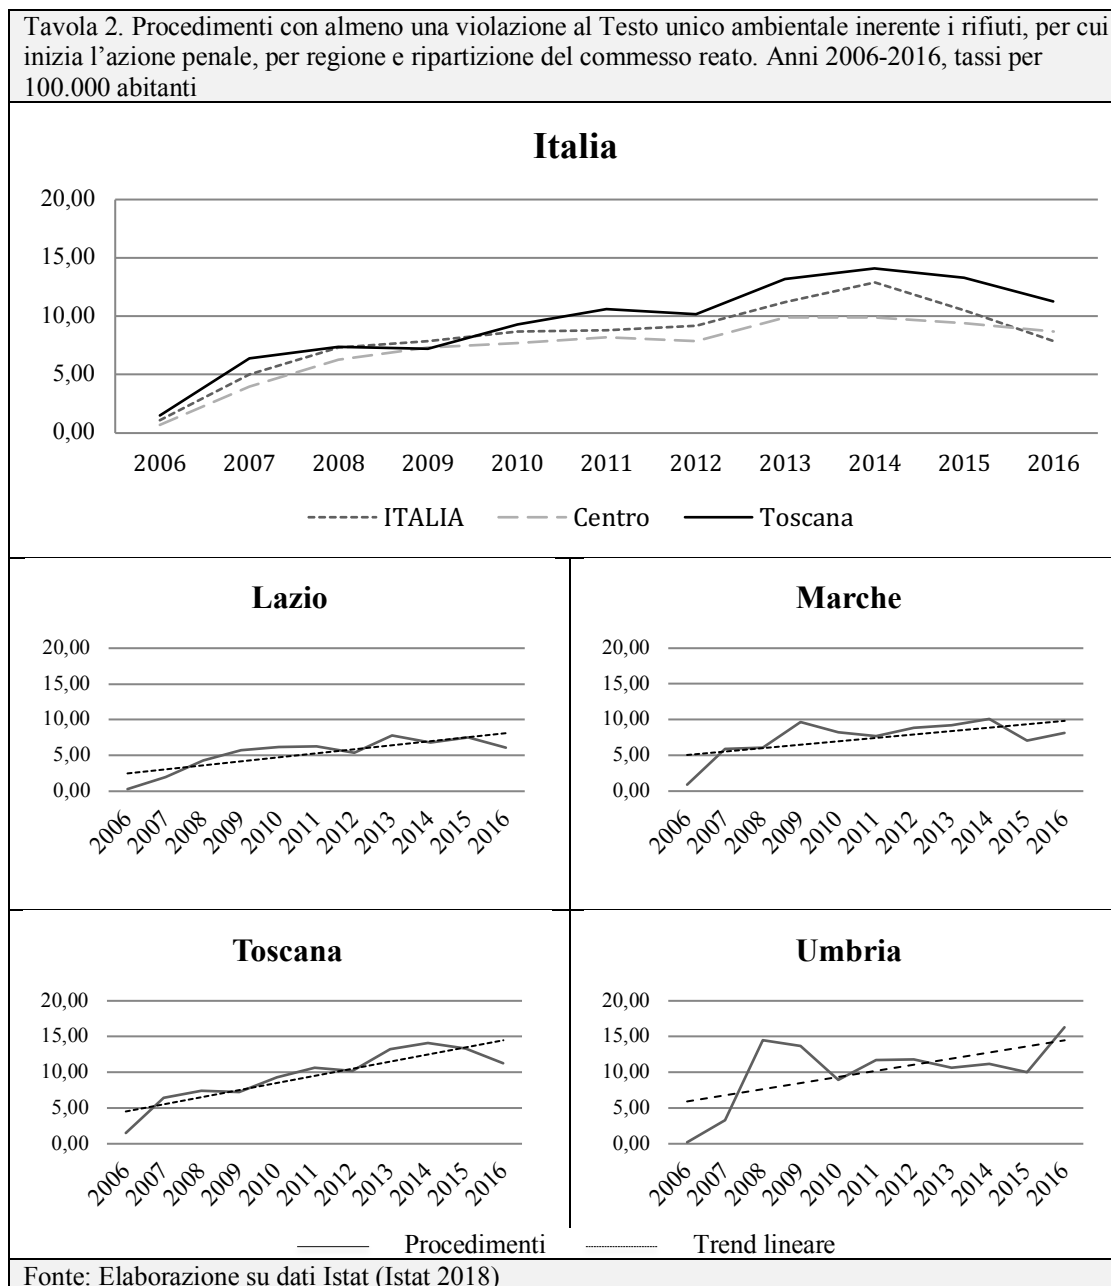 Tavola 2. Procedimenti con almeno una violazione al Testo unico ambientale inerente i rifiuti, per cui
inizia l'azione penale, per regione e ripartizione del commesso reato. Anni 2006-2016, tassi per
100.000 abitanti
Italia
20,00
15,00
10,00
5,00
0,00
2006 2007 2008 2009 2010 2011 2012 2013 2014 2015 2016
ITALIA Centro Toscana
Lazio
20,00
15,00
10,00
5,00
0,00
2006 2007 2008 2009 2010 2011 2012 2013 2014 2015 2016
Marche
20,00
15,00
10,00
5,00
0,00
2006 2007 2008 2009 2010 2011 2012 2013 2014 2015 2016
Toscana
20,00
15,00
10,00
5,00
0,00
2006 2007 2008 2009 2010 2011 2012 2013 2014 2015 2016
Umbria
20,00
15,00
10,00
5,00
0,00
2006 2007 2008 2009 2010 2011 2012 2013 2014 2015 2016
Procedimenti Trend lineare
Fonte: Elaborazione su dati Istat (Istat 2018)